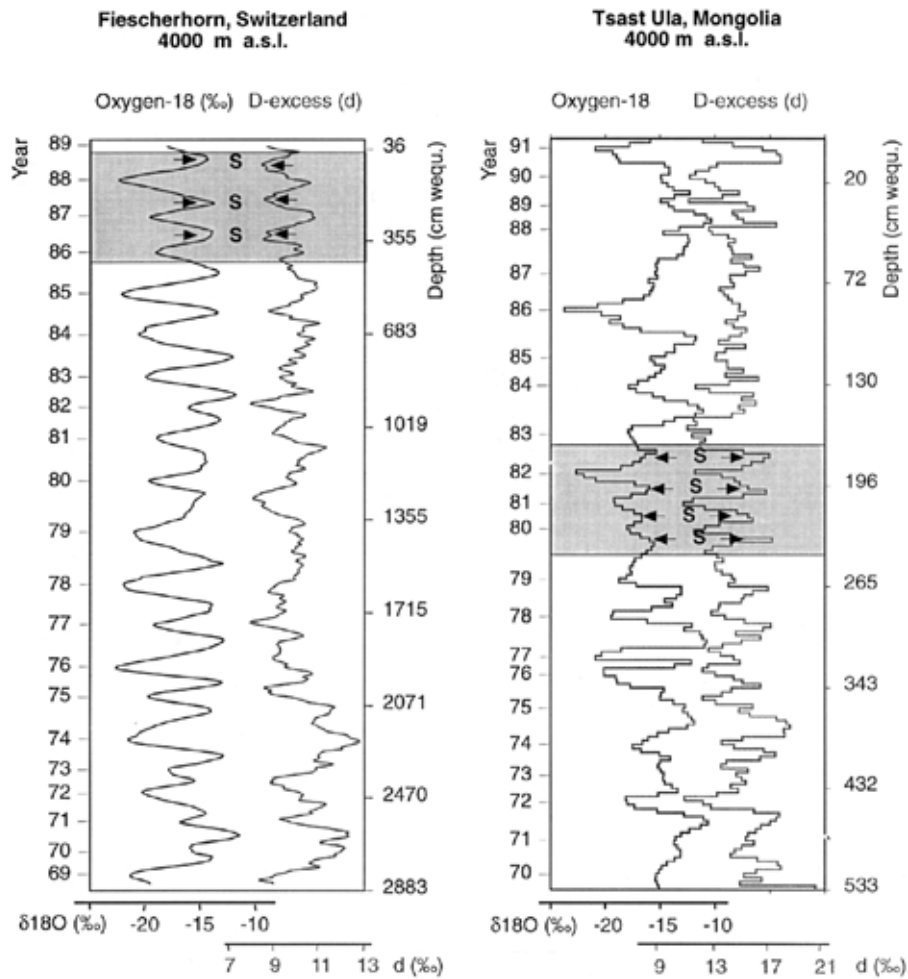 Fiescherhorn, Switzerland
4000 m a.s.l.
Oxygen-18 (‰) D-excess (d)
Year
89
88
87
86
85
84
83
82
81
80
79
78
77
76
75
74
73
72
71
70
69
S
S
S
36
355
683
1019
1355
1715
2071
2470
2883
Depth (cm wequ.)
δ18O (‰) -20 -15 -10
7 9 11 13 d (‰)
Tsast Ula, Mongolia
4000 m a.s.l.
Oxygen-18 D-excess (d)
Year
91
90
89
88
87
86
85
84
83
82
81
80
79
78
77
76
75
74
73
72
71
70
S
S
S
S
20
72
130
196
265
343
432
533
Depth (cm wequ.)
δ18O (‰) -20 -15 -10
9 13 17 21 d (‰)